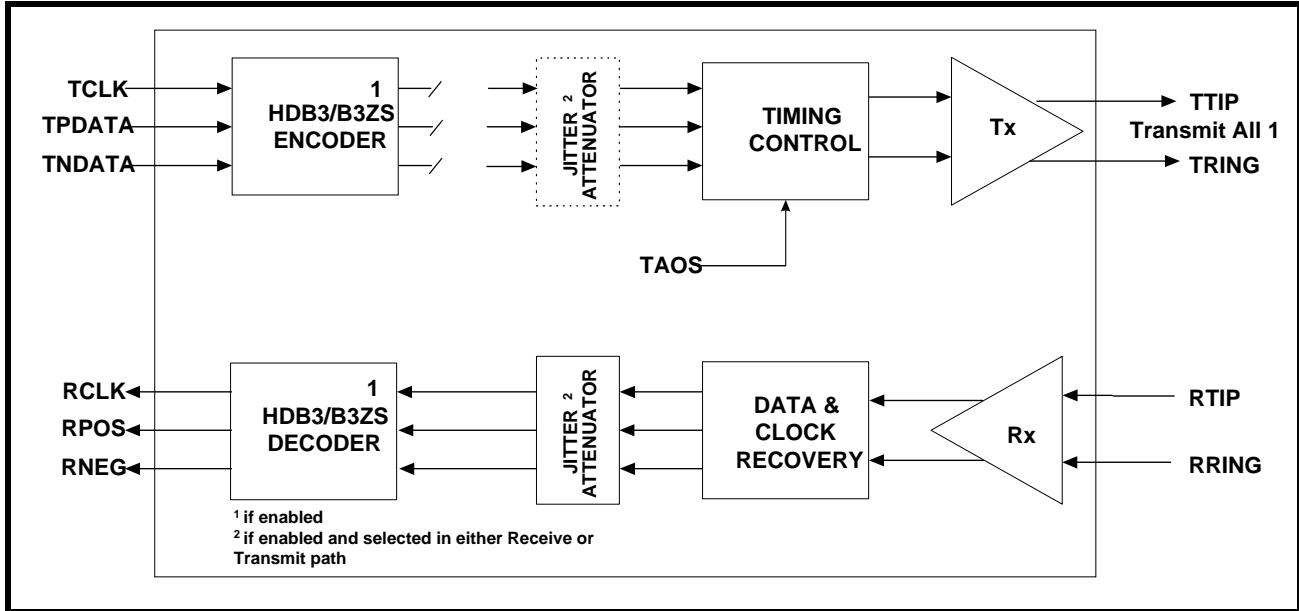 TCLK
TPDATA
TNDATA
1
HDB3/B3ZS
ENCODER
JITTER 2
ATTENUATOR
TIMING
CONTROL
Tx
TTIP
Transmit All 1
TRING
TAOS
RCLK
RPOS
RNEG
1
HDB3/B3ZS
DECODER
JITTER 2
ATTENUATOR
DATA &
CLOCK
RECOVERY
Rx
RTIP
RRING
1 if enabled
2 if enabled and selected in either Receive or
Transmit path